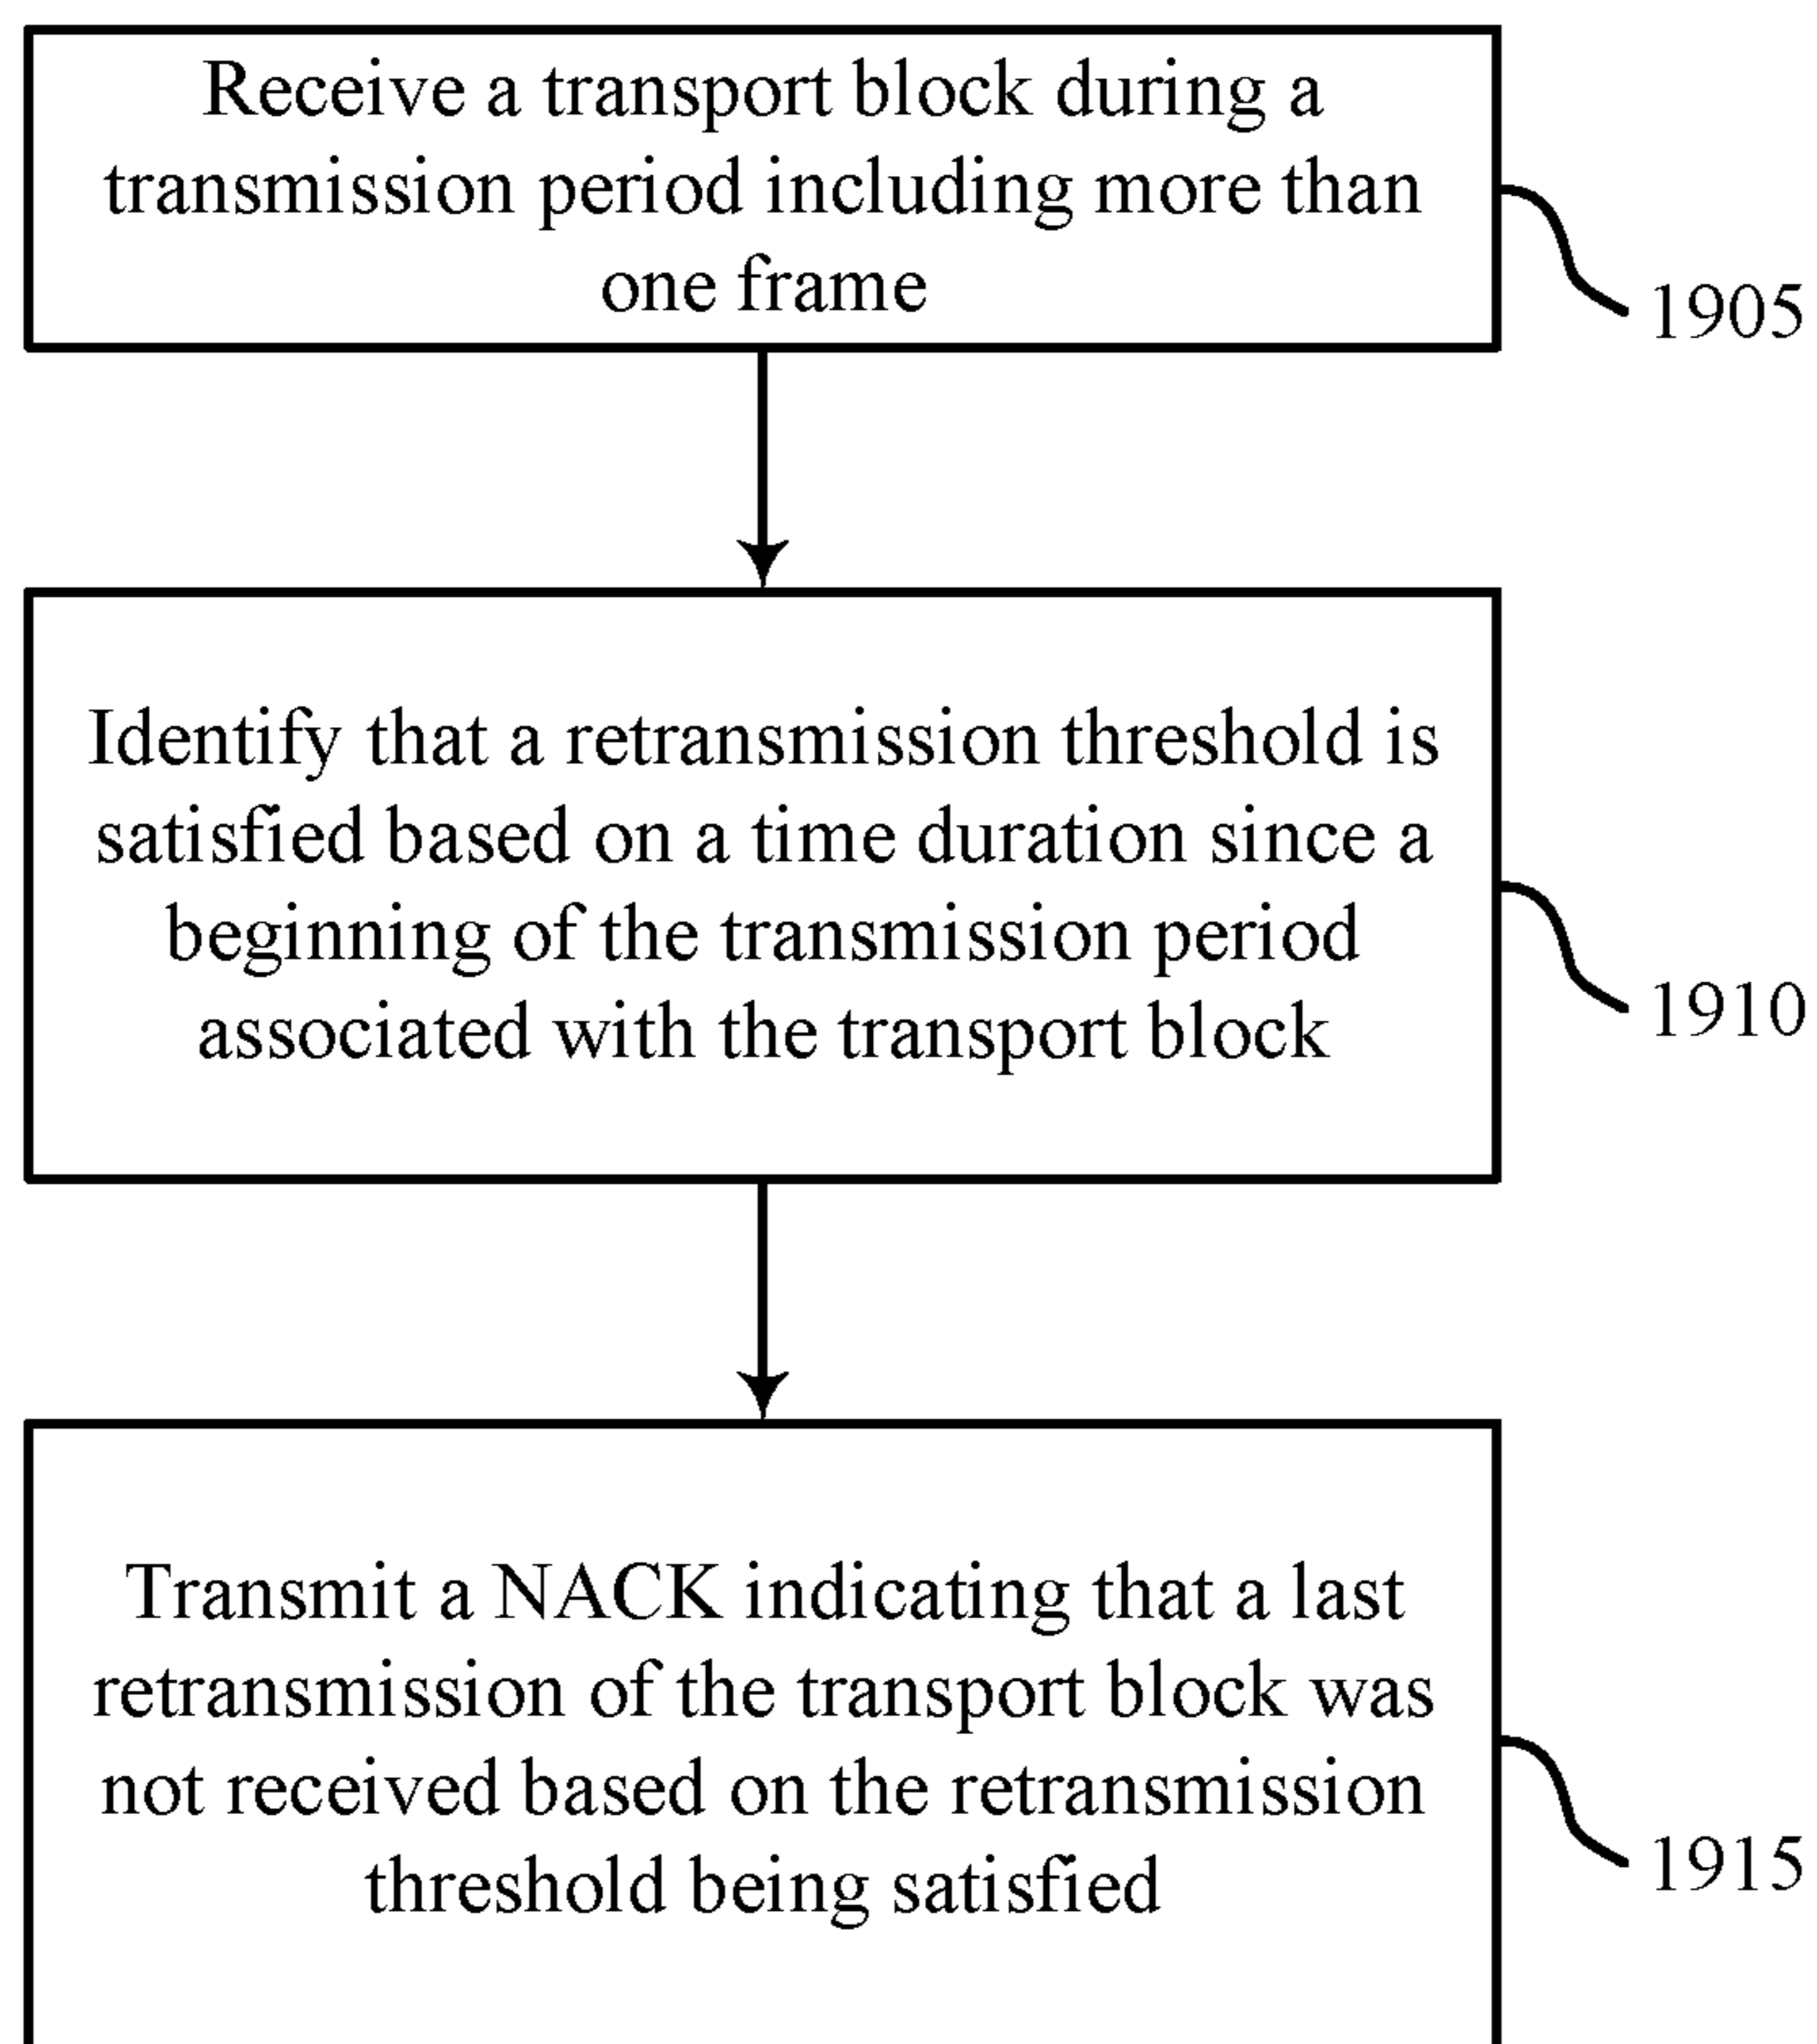 Receive a transport block during a
transmission period including more than
one frame
1905
Identify that a retransmission threshold is
satisfied based on a time duration since a
beginning of the transmission period
associated with the transport block
1910
Transmit a NACK indicating that a last
retransmission of the transport block was
not received based on the retransmission
threshold being satisfied
1915